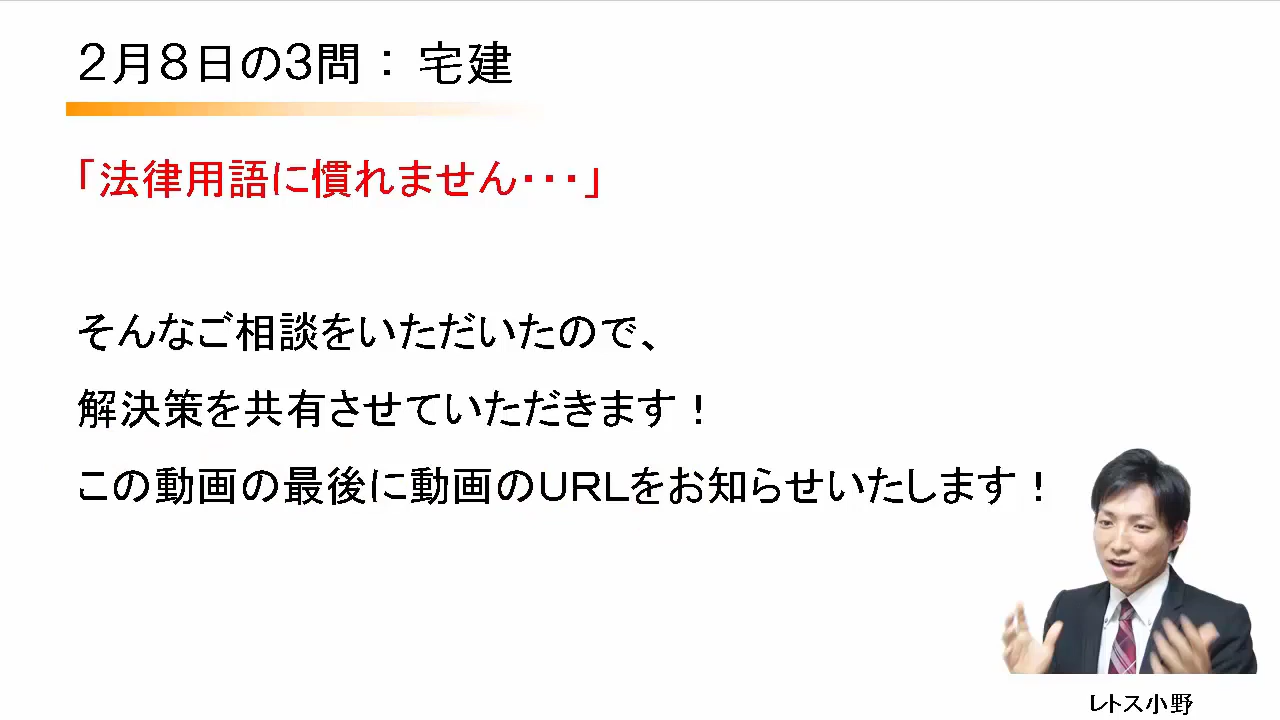 ２月８日の３問：宅建
「法律用語に慣れません・・・」
そんなご相談をいただいたので、
解決策を共有させていただきます！
この動画の最後に動画のＵＲＬをお知らせいたします！
レトス小野